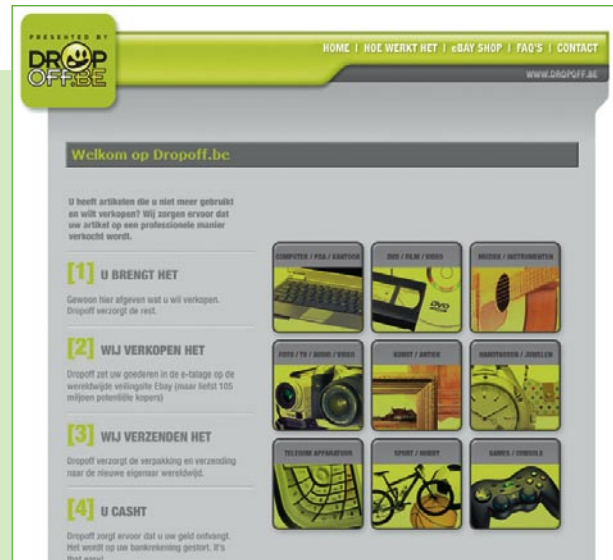 PRESENTED BY
DROP
OFF.BE
HOME | HOE WERKT HET | eBAY SHOP | FAQ'S | CONTACT
WWW.DROPOFF.BE
Welkom op Dropoff.be
U heeft artikelen die u niet meer gebruikt
en wilt verkopen? Wij zorgen ervoor dat
uw artikel op een professionele manier
verkocht wordt.
[1] U BRENGT HET
Gewoon hier afgeven wat u wil verkopen.
Dropoff verzorgt de rest.
[2] WIJ VERKOPEN HET
Dropoff zet uw goederen in de e-talage op de
wereldwijde veilingsite Ebay (maar liefst 105
miljoen potentiële kopers)
[3] WIJ VERZENDEN HET
Dropoff verzorgt de verpakking en verzending
naar de nieuwe eigenaar wereldwijd.
[4] U CASHT
Dropoff zorgt ervoor dat u uw geld ontvangt.
Het wordt op uw bankrekening gestort. It's
that easy!
COMPUTER / PDA / KANTOOR
DVD / FILM / VIDEO
MUZIEK / INSTRUMENTEN
DVD
FOTO / TV / AUDIO / VIDEO
KUNST / ANTIEK
HANDTASSEN / JUWELEN
TELECOM APPARATUUR
SPORT / HOBBY
GAMES / CONSOLE